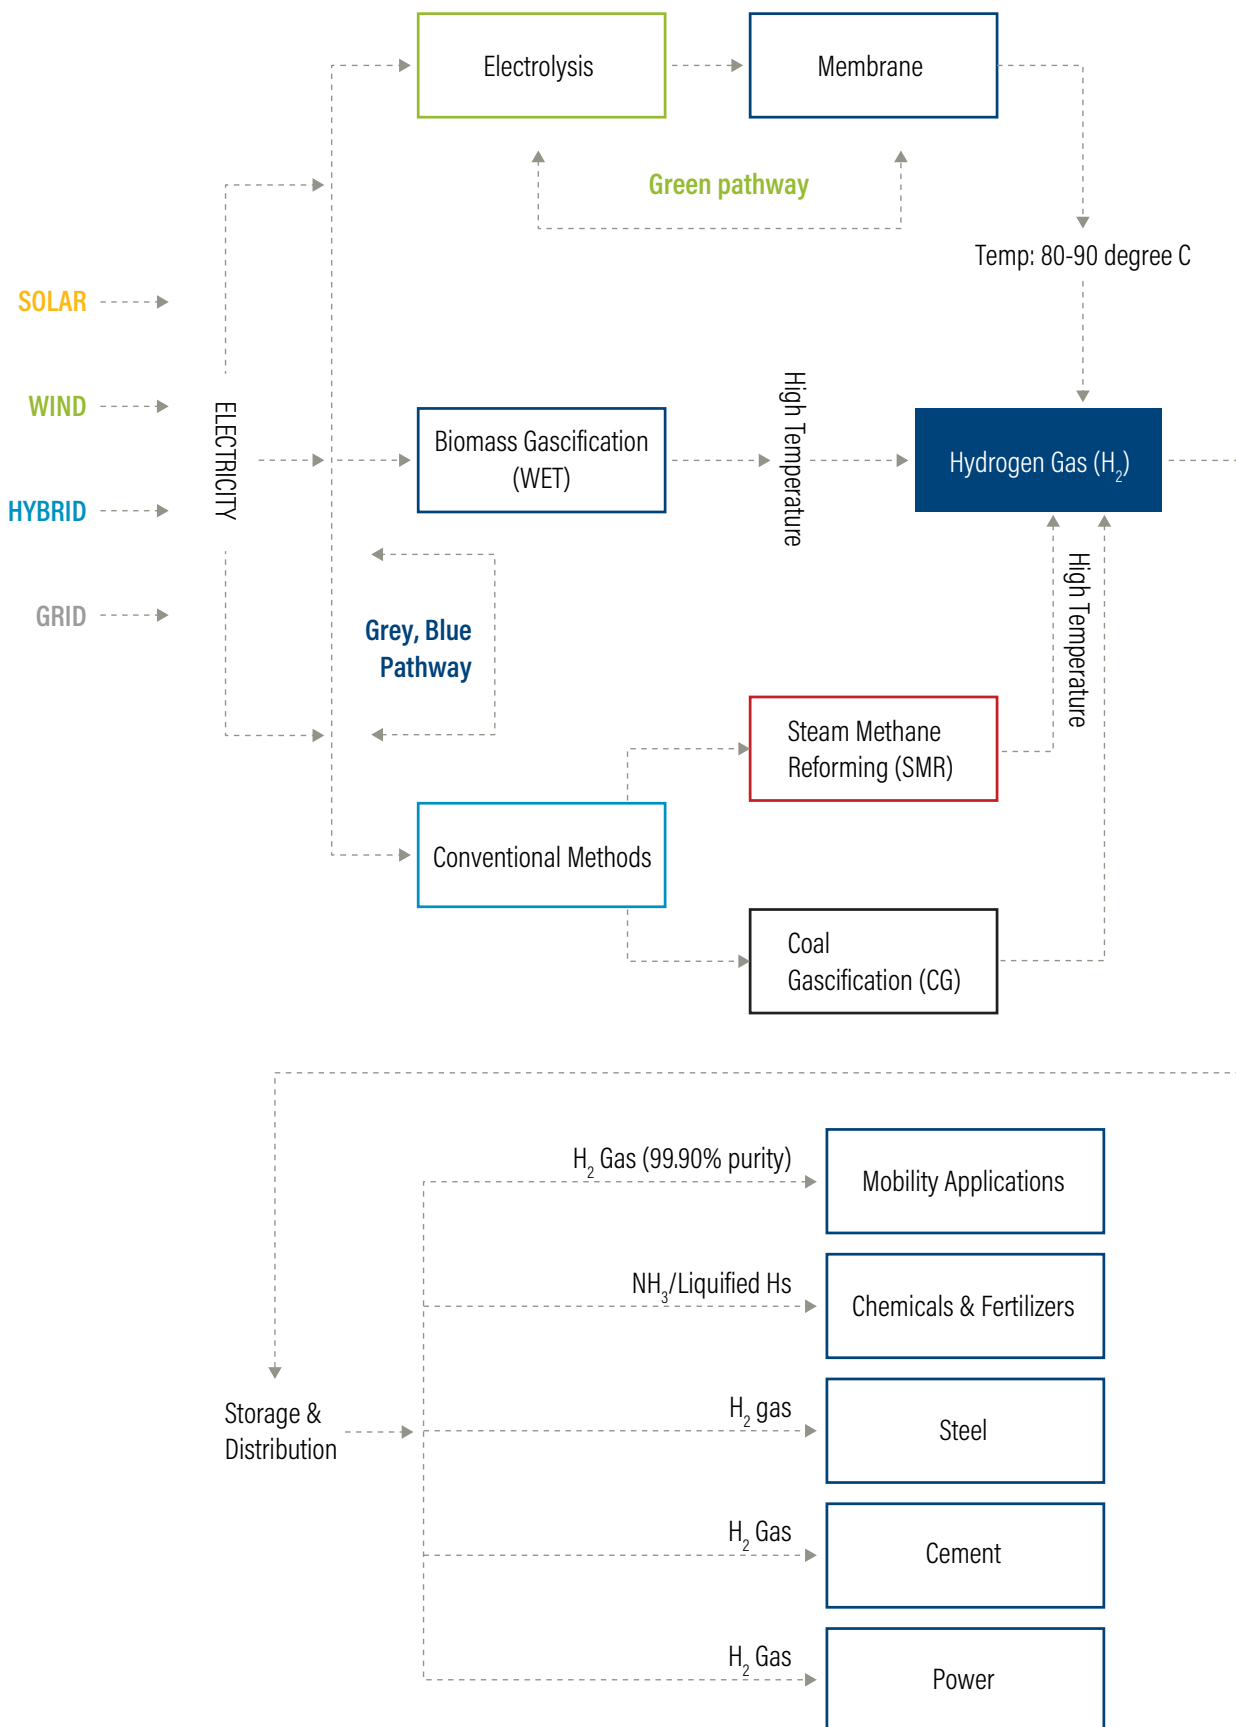 Electrolysis
Membrane
Green pathway
Temp: 80-90 degree C
SOLAR
WIND
HYBRID
GRID
ELECTRICITY
Biomass Gascification
(WET)
High Temperature
Hydrogen Gas (H₂)
Grey, Blue
Pathway
High Temperature
Steam Methane
Reforming (SMR)
Conventional Methods
Coal
Gascification (CG)
H₂ Gas (99.90% purity)
Mobility Applications
NH₃/Liquified Hs
Chemicals & Fertilizers
Storage &
Distribution
H₂ gas
Steel
H₂ Gas
Cement
H₂ Gas
Power